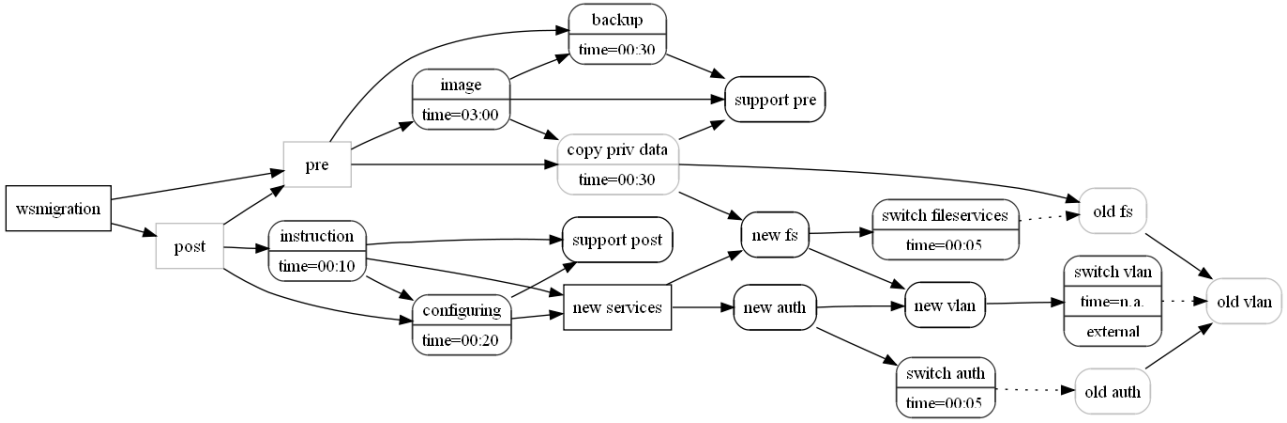 backup
time=00:30
image
time=03:00
support pre
copy priv data
time=00:30
pre
wsmigration
post
instruction
time=00:10
support post
configuring
time=00:20
new services
new fs
switch fileservices
time=00:05
old fs
new auth
new vlan
switch vlan
time=n.a.
external
old vlan
switch auth
time=00:05
old auth